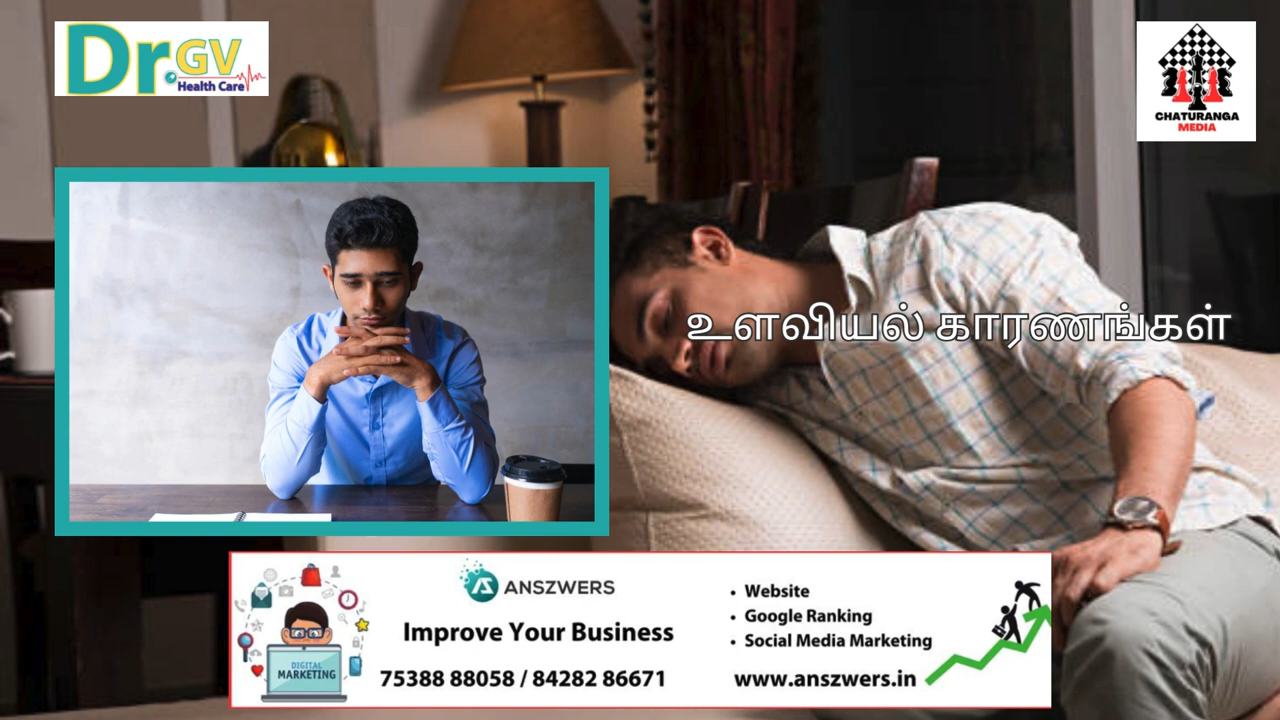 Dr.GV
Health Care
CHATURANGA
MEDIA
உளவியல் காரணங்கள்
DIGITAL
MARKETING
ANSZWERS
Improve Your Business
75388 88058 / 84282 86671
• Website
• Google Ranking
• Social Media Marketing
www.anszwers.in